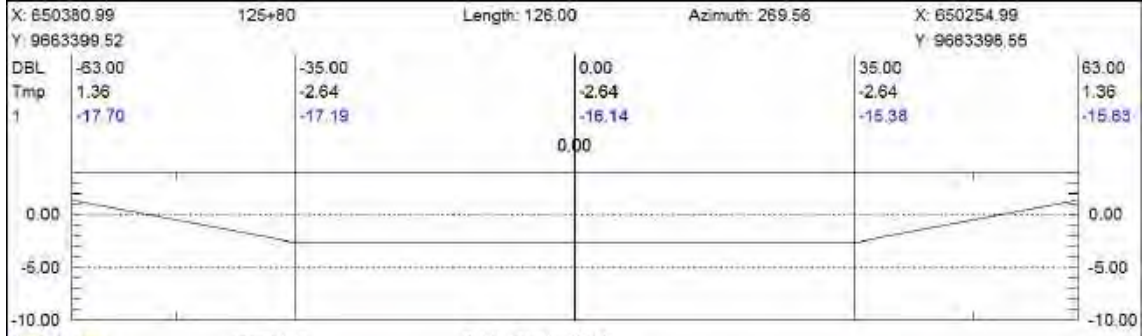 X: 650380.99 125+80 Length: 126.00 Azimuth: 269.56 X: 650254.99
Y: 9663399.52 Y: 9663398.55
DBL -63.00 -35.00 0.00 35.00 63.00
Tmp 1.36 -2.64 -2.64 -2.64 1.36
1 -17.70 -17.19 -16.14 -15.38 -15.63
0.00
0.00 0.00
-5.00 -5.00
-10.00 -10.00